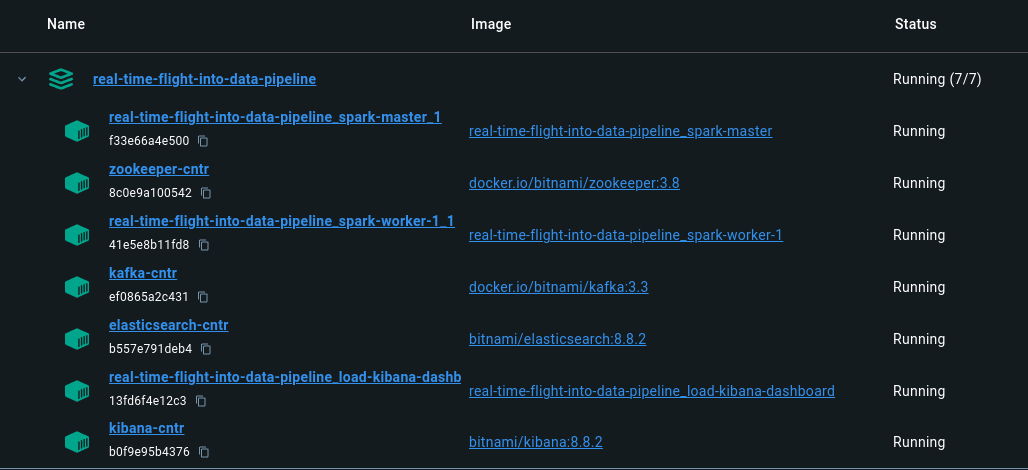 Name Image Status
real-time-flight-into-data-pipeline Running (7/7)
real-time-flight-into-data-pipeline_spark-master_1
f33e66a4e500
real-time-flight-into-data-pipeline_spark-master Running
zookeeper-cntr
8c0e9a100542
docker.io/bitnami/zookeeper:3.8 Running
real-time-flight-into-data-pipeline_spark-worker-1_1
41e5e8b11fd8
real-time-flight-into-data-pipeline_spark-worker-1 Running
kafka-cntr
ef0865a2c431
docker.io/bitnami/kafka:3.3 Running
elasticsearch-cntr
b557e791deb4
bitnami/elasticsearch:8.8.2 Running
real-time-flight-into-data-pipeline_load-kibana-dashb
13fd6f4e12c3
real-time-flight-into-data-pipeline_load-kibana-dashboard Running
kibana-cntr
b0f9e95b4376
bitnami/kibana:8.8.2 Running